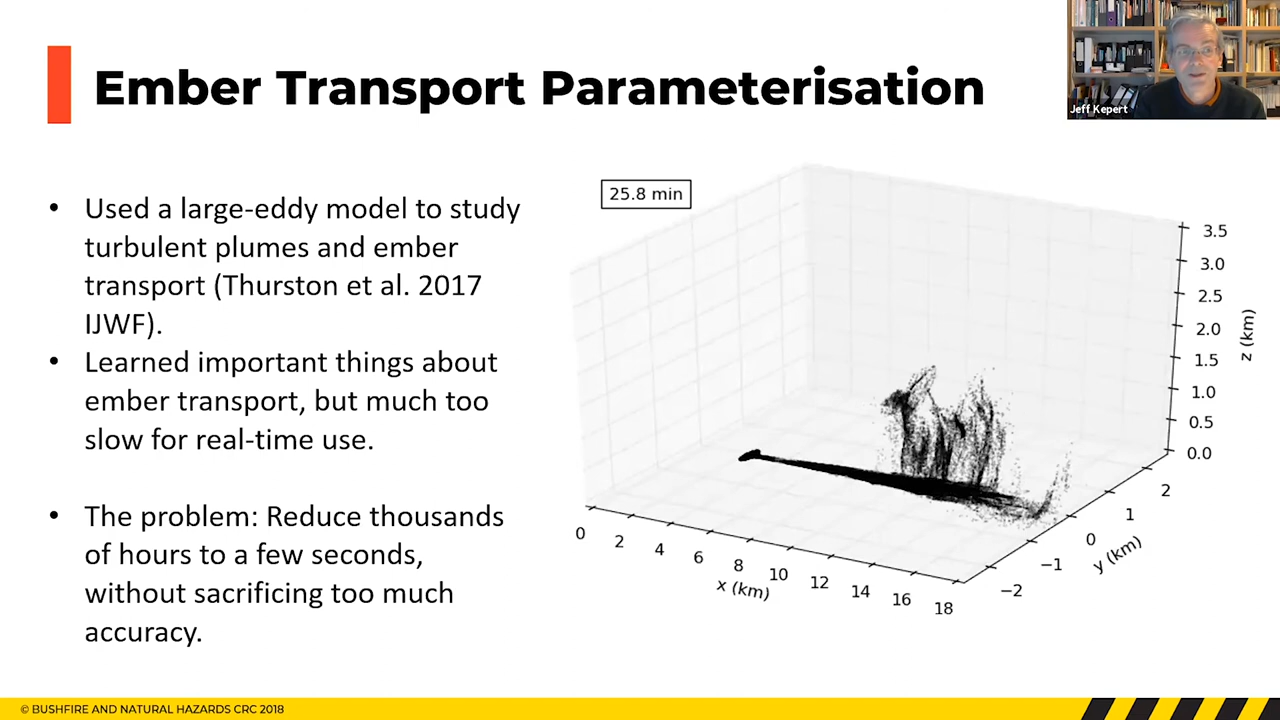 Ember Transport Parameterisation
Jeff Kepert
• Used a large-eddy model to study
turbulent plumes and ember
transport (Thurston et al. 2017
IJWF).
• Learned important things about
ember transport, but much too
slow for real-time use.
• The problem: Reduce thousands
of hours to a few seconds,
without sacrificing too much
accuracy.
25.8 min
3.5
3.0
2.5
2.0
1.5
1.0
0.5
0.0
z (km)
2
1
0
−1
−2
y (km)
0
2
4
6
8
10
12
14
16
18
x (km)
© BUSHFIRE AND NATURAL HAZARDS CRC 2018